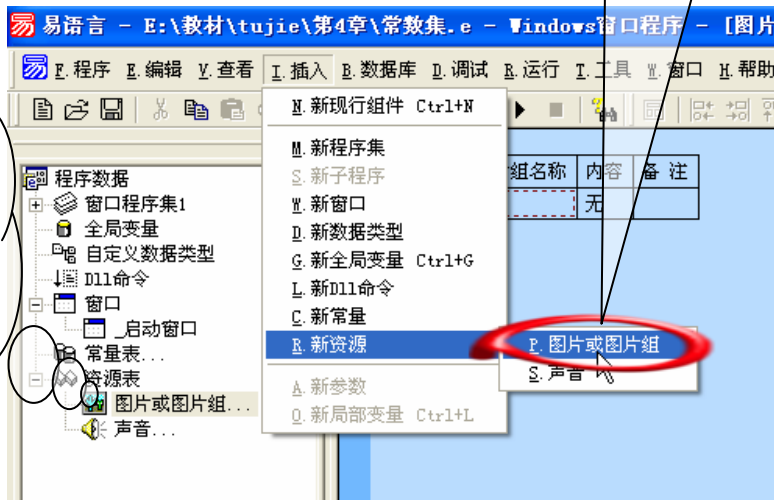 易语言 - E:\教材\tujie\第4章\常数集.e - Windows窗口程序 - [图片
F.程序 E.编辑 V.查看 I.插入 B.数据库 D.调试 R.运行 T.工具 W.窗口 H.帮助
N.新现行组件 Ctrl+N
M.新程序集
S.新子程序
W.新窗口
D.新数据类型
G.新全局变量 Ctrl+G
L.新Dll命令
C.新常量
R.新资源
A.新参数
O.新局部变量 Ctrl+L
P.图片或图片组
S.声音
组名称 内容 备 注
无
程序数据
窗口程序集1
全局变量
自定义数据类型
Dll命令
窗口
_启动窗口
常量表...
资源表
图片或图片组...
声音...